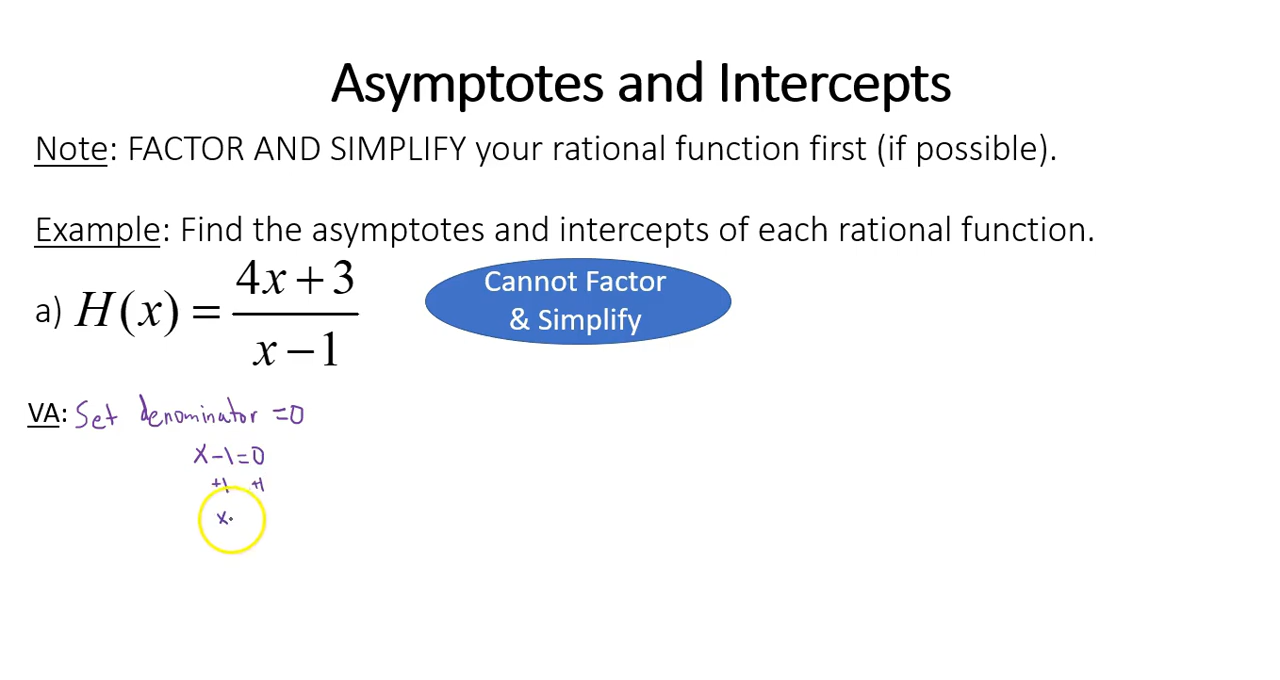 Asymptotes and Intercepts
Note: FACTOR AND SIMPLIFY your rational function first (if possible).
Example: Find the asymptotes and intercepts of each rational function.
a) H(x) = (4x + 3)/(x − 1)
Cannot Factor
& Simplify
VA: Set denominator =0
x-1=0
+1 +1
x